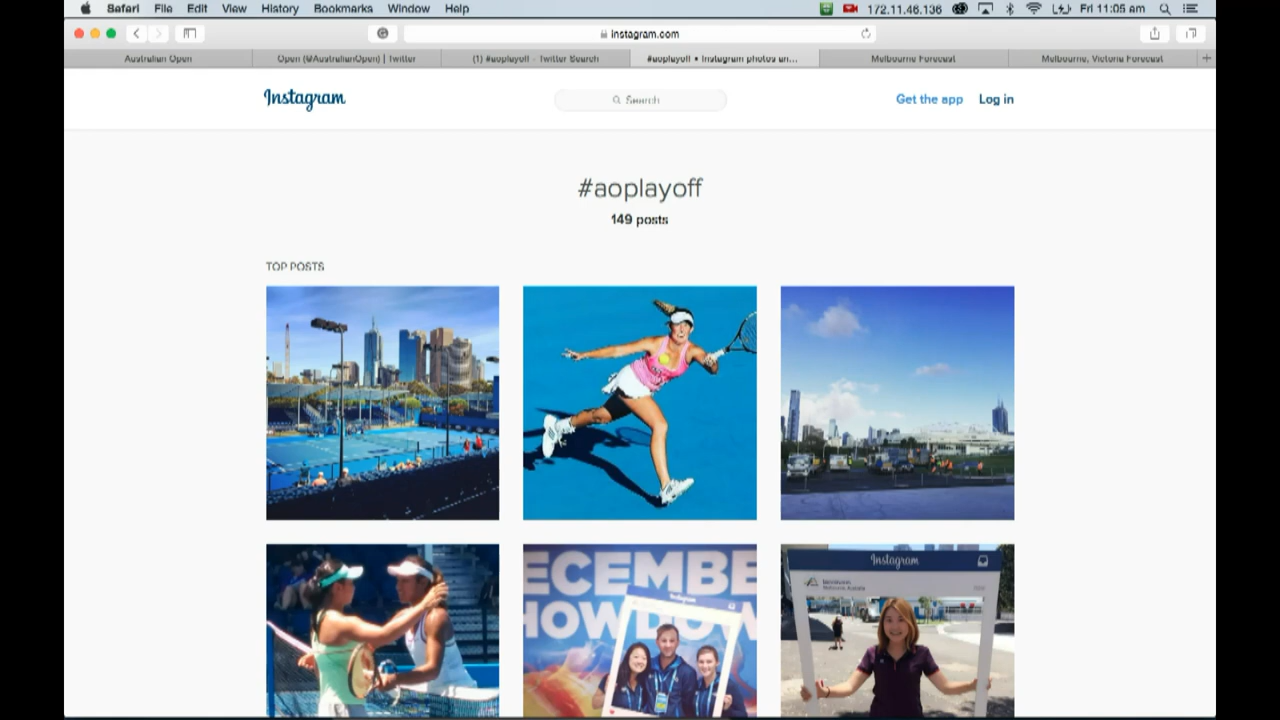 Safari File Edit View History Bookmarks Window Help 172.11.46.136 Fri 11:05 am
instagram.com
Australian Open Open (@AustralianOpen) | Twitter (1) #aoplayoff - Twitter Search #aoplayoff • Instagram photos an... Melbourne Forecast Melbourne, Victoria Forecast
Instagram Search Get the app Log in
#aoplayoff
149 posts
TOP POSTS
ECEMBE
HOWDOW
Instagram
Instagram